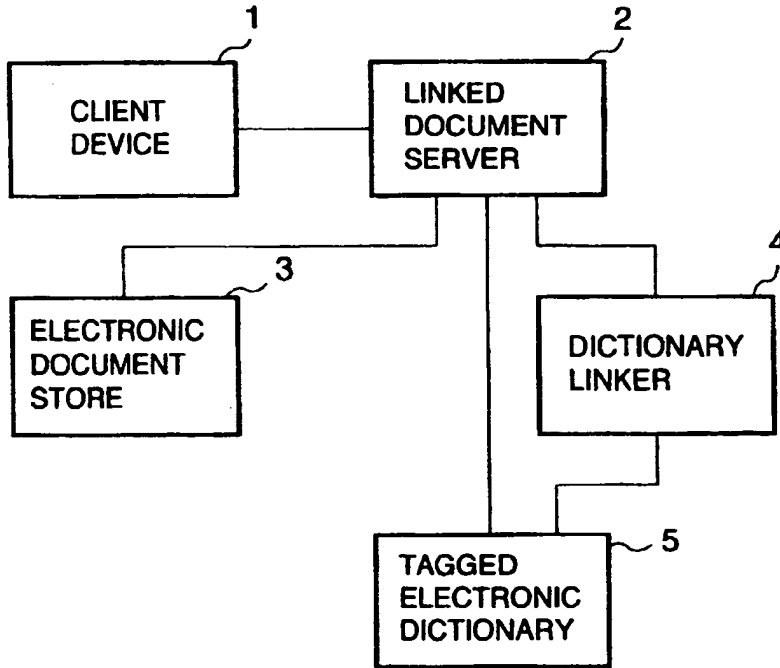 1
CLIENT
DEVICE
2
LINKED
DOCUMENT
SERVER
3
ELECTRONIC
DOCUMENT
STORE
4
DICTIONARY
LINKER
5
TAGGED
ELECTRONIC
DICTIONARY